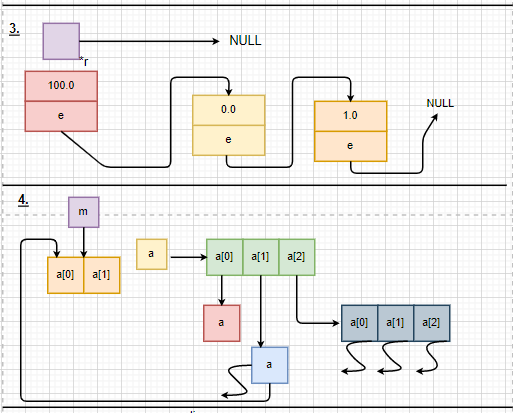 3.
NULL
*r
100.0
e
0.0
e
1.0
e
NULL
4.
m
a[0] a[1]
a
a[0] a[1] a[2]
a
a[0] a[1] a[2]
a